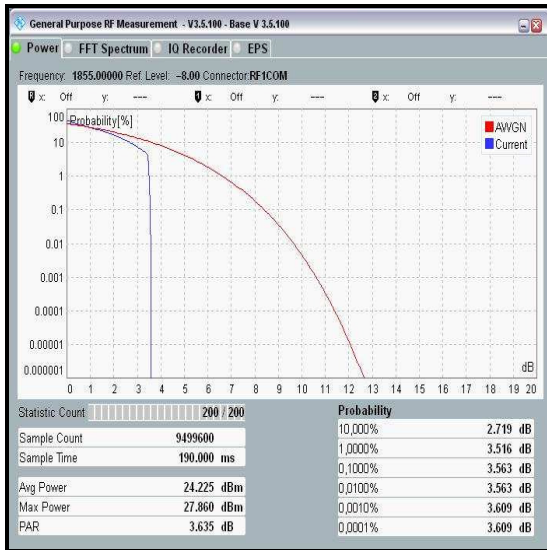 General Purpose RF Measurement - V3.5.100 - Base V 3.5.100
Power FFT Spectrum IQ Recorder EPS
Frequency: 1855.00000 Ref. Level: -8.00 Connector:RF1COM
x: Off y: --- x: Off y: --- x: Off y: ---
Probability[%]
AWGN
Current
100
10
1
0.1
0.01
0.001
0.0001
0.00001
0.000001
dB
0 1 2 3 4 5 6 7 8 9 10 11 12 13 14 15 16 17 18 19 20
Statistic Count 200 / 200
Sample Count 9499600
Sample Time 190.000 ms
Avg Power 24.225 dBm
Max Power 27.860 dBm
PAR 3.635 dB
Probability
10,000% 2.719 dB
1,0000% 3.516 dB
0,1000% 3.563 dB
0,0100% 3.563 dB
0,0010% 3.609 dB
0,0001% 3.609 dB